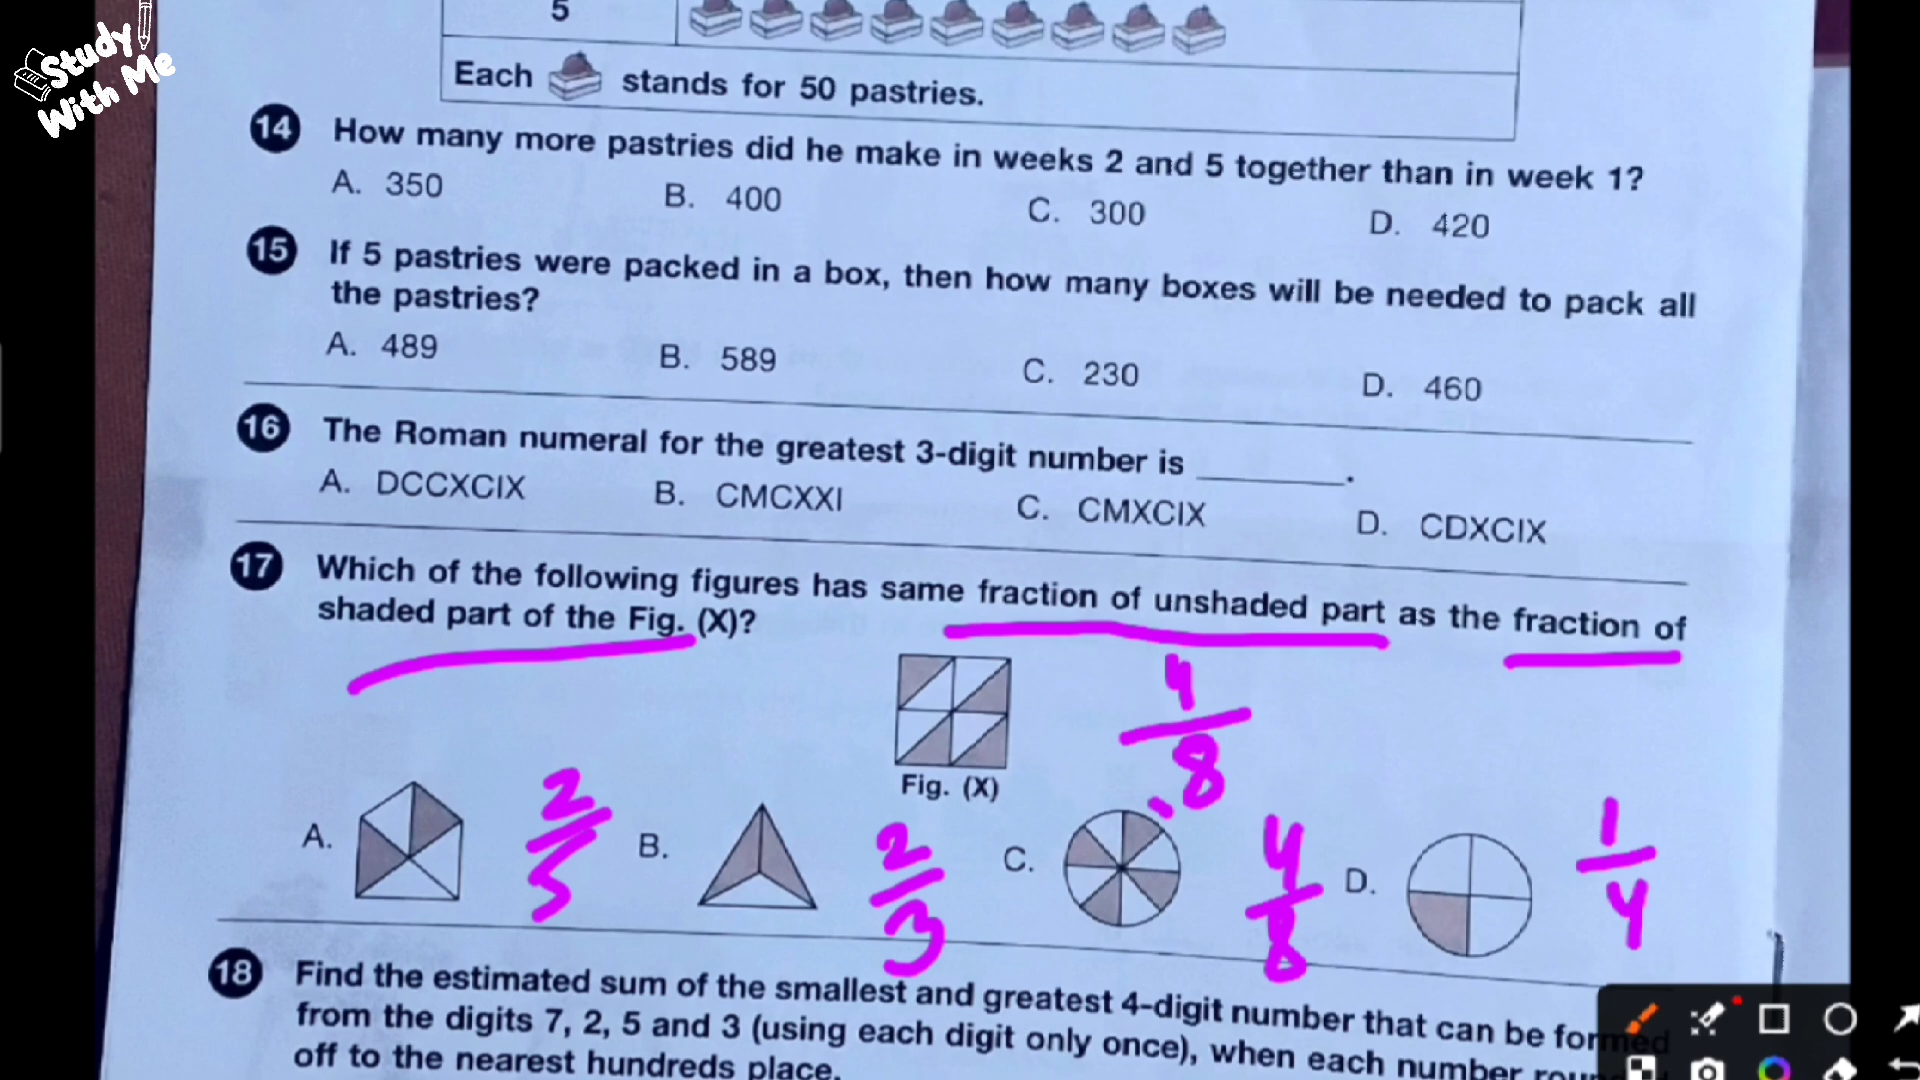 Study
With Me
5
Each stands for 50 pastries.
14 How many more pastries did he make in weeks 2 and 5 together than in week 1?
A. 350 B. 400 C. 300 D. 420
15 If 5 pastries were packed in a box, then how many boxes will be needed to pack all
the pastries?
A. 489 B. 589 C. 230 D. 460
16 The Roman numeral for the greatest 3-digit number is ________.
A. DCCXCIX B. CMCXXI C. CMXCIX D. CDXCIX
17 Which of the following figures has same fraction of unshaded part as the fraction of
shaded part of the Fig. (X)?
4
8
Fig. (X)
A. 2/5 B. 2/3 C. 4/8 D. 1/4
18 Find the estimated sum of the smallest and greatest 4-digit number that can be formed
from the digits 7, 2, 5 and 3 (using each digit only once), when each number
off to the nearest hundreds place.